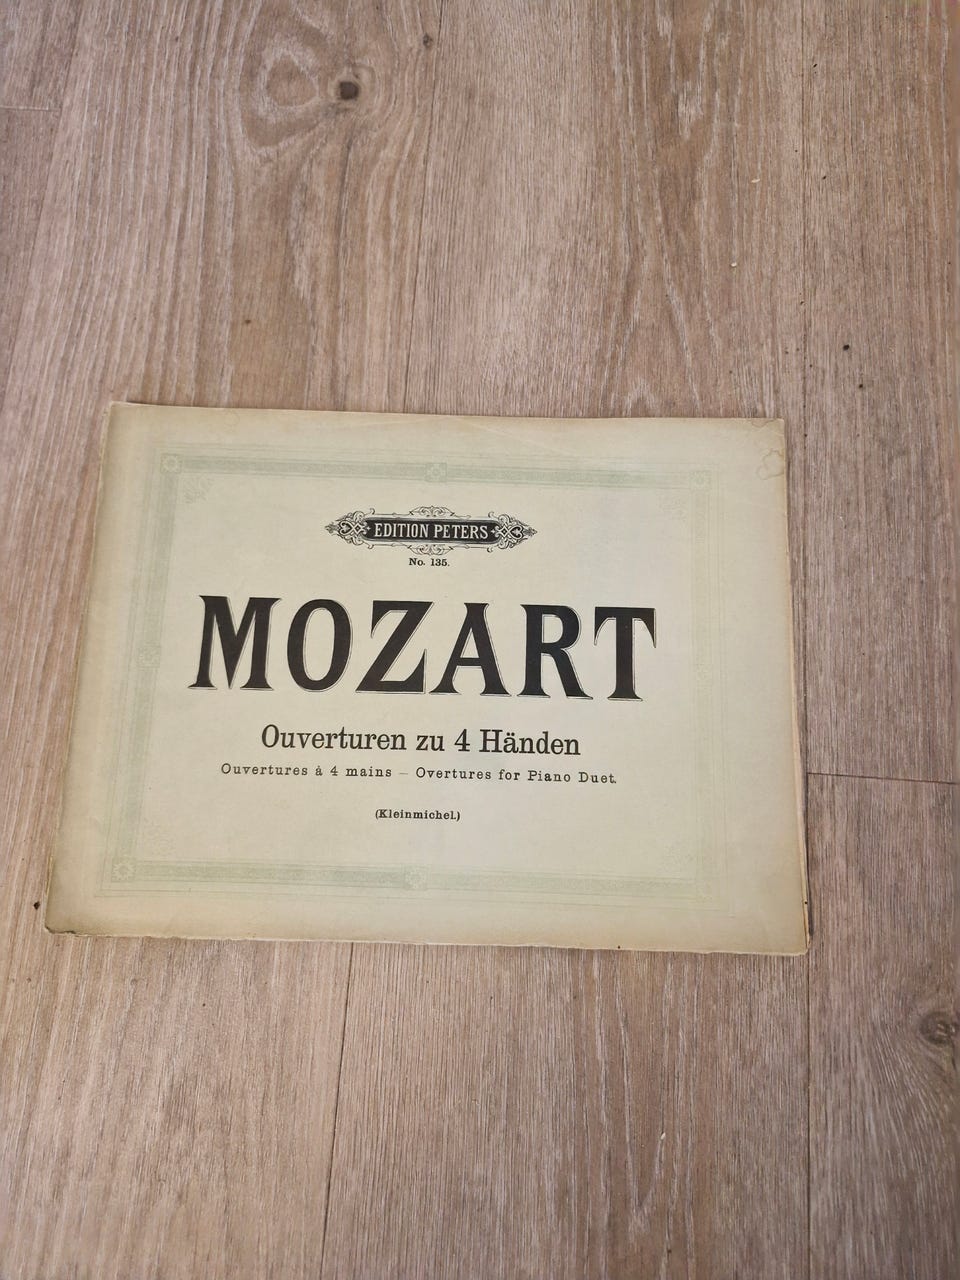 EDITION PETERS
No. 135.
MOZART
Ouverturen zu 4 Händen
Ouvertures à 4 mains – Overtures for Piano Duet.
(Kleinmichel.)